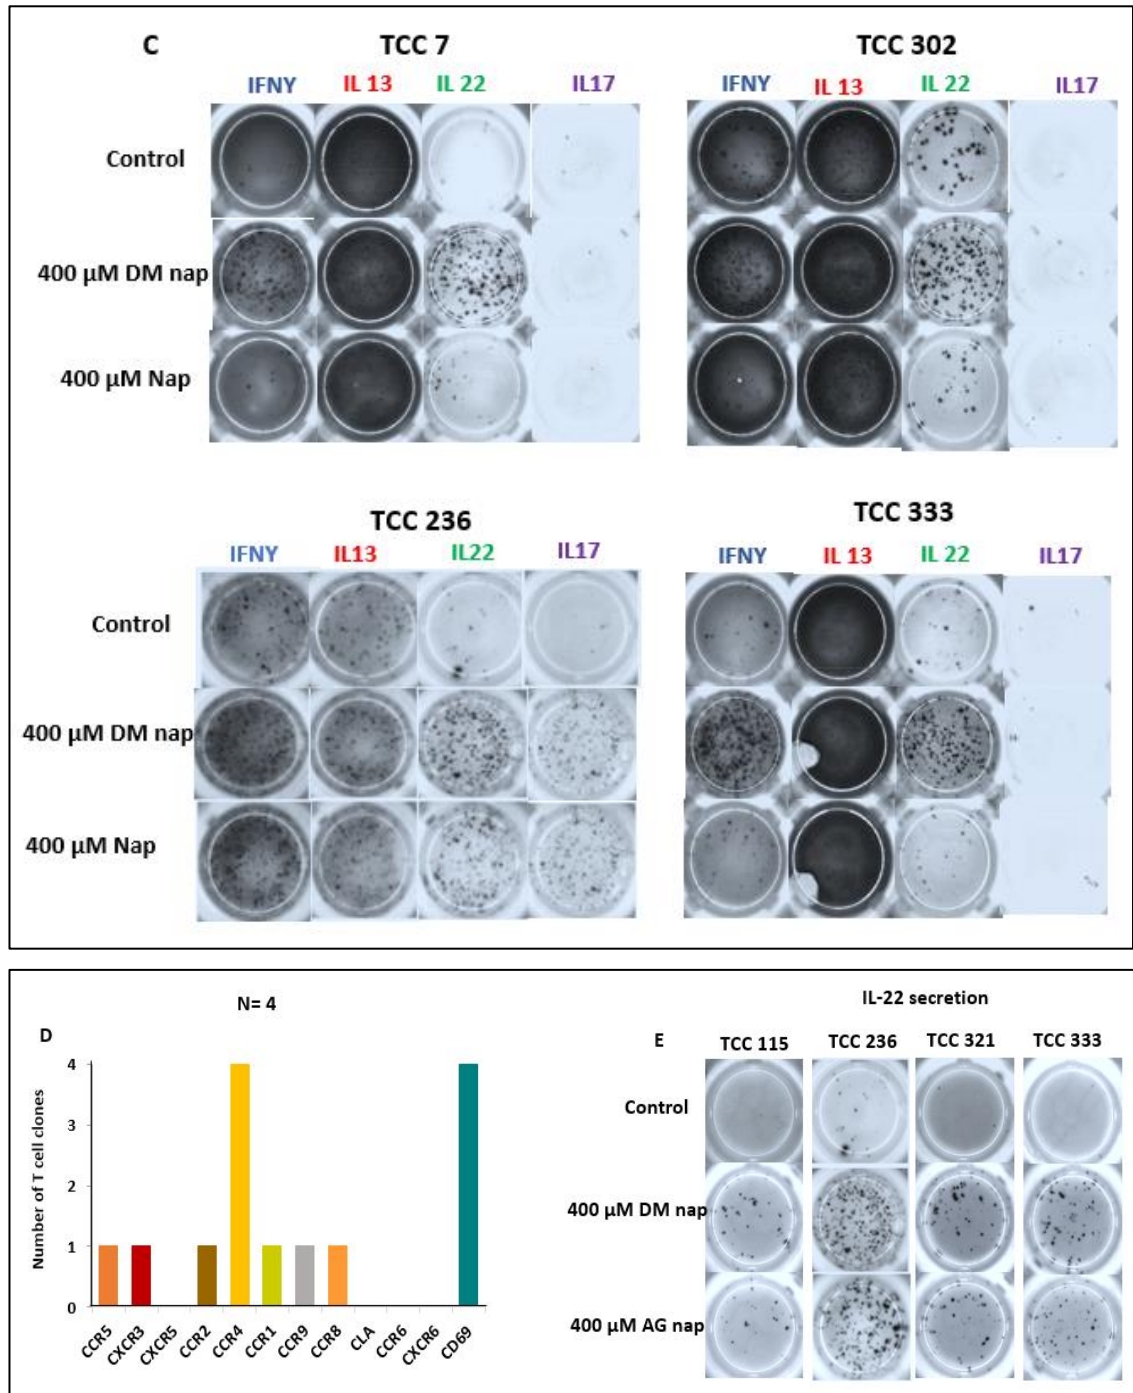 C
TCC 7
TCC 302
IFNY IL 13 IL 22 IL17
IFNY IL 13 IL 22 IL17
Control
400 µM DM nap
400 µM Nap
TCC 236
TCC 333
IFNY IL13 IL22 IL17
IFNY IL 13 IL 22 IL17
Control
400 µM DM nap
400 µM Nap
N= 4
D
Number of T cell clones
4
3
2
1
0
CCR5 CXCR3 CXCR5 CCR2 CCR4 CCR1 CCR9 CCR8 CLA CCR6 CXCR6 CD69
IL-22 secretion
E
TCC 115 TCC 236 TCC 321 TCC 333
Control
400 µM DM nap
400 µM AG nap